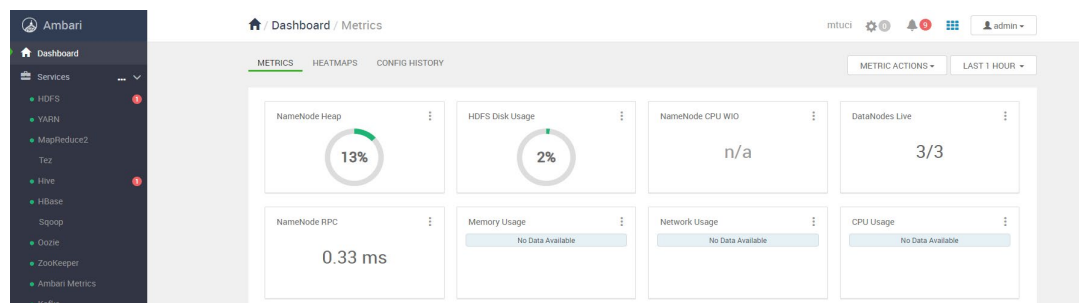 Ambari
/ Dashboard / Metrics
mtuci
0
9
admin
Dashboard
Services
HDFS
1
YARN
MapReduce2
Tez
Hive
1
HBase
Sqoop
Oozie
ZooKeeper
Ambari Metrics
METRICS HEATMAPS CONFIG HISTORY
METRIC ACTIONS
LAST 1 HOUR
NameNode Heap
13%
HDFS Disk Usage
2%
NameNode CPU WIO
n/a
DataNodes Live
3/3
NameNode RPC
0.33 ms
Memory Usage
No Data Available
Network Usage
No Data Available
CPU Usage
No Data Available